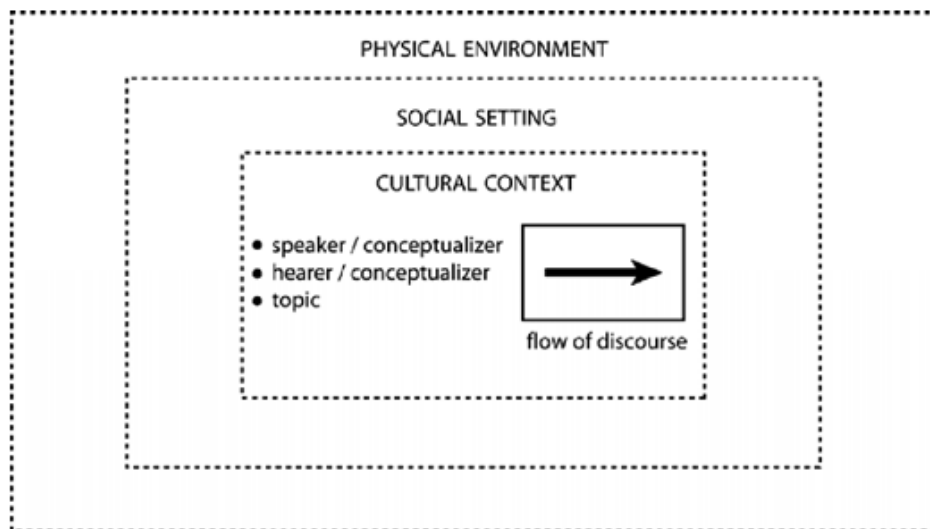 PHYSICAL ENVIRONMENT
SOCIAL SETTING
CULTURAL CONTEXT
• speaker / conceptualizer
• hearer / conceptualizer
• topic
flow of discourse